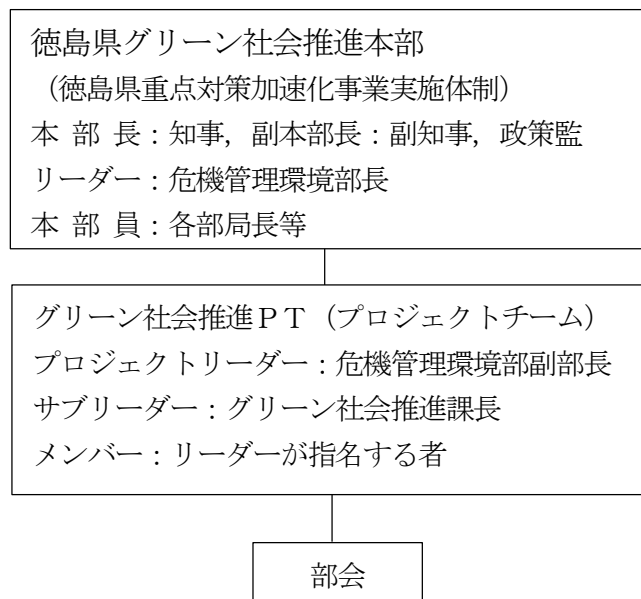 徳島県グリーン社会推進本部
（徳島県重点対策加速化事業実施体制）
本 部 長：知事，副本部長：副知事，政策監
リーダー：危機管理環境部長
本 部 員：各部局長等
グリーン社会推進ＰＴ（プロジェクトチーム）
プロジェクトリーダー：危機管理環境部副部長
サブリーダー：グリーン社会推進課長
メンバー：リーダーが指名する者
部会